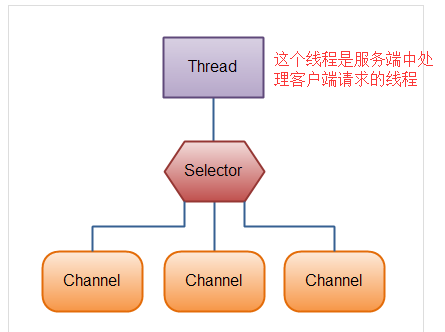 Thread
这个线程是服务端中处
理客户端请求的线程
Selector
Channel
Channel
Channel